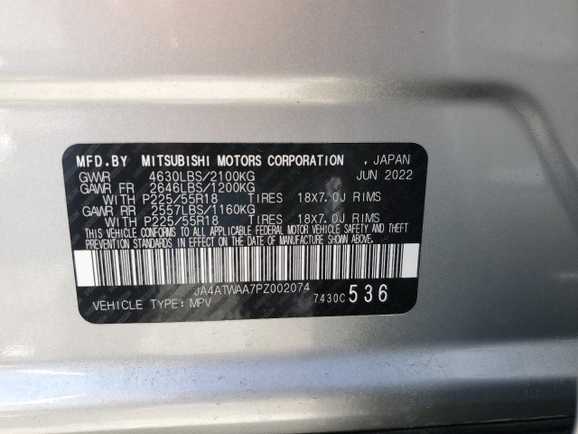 MFD.BY MITSUBISHI MOTORS CORPORATION , JAPAN
GVWR 4630LBS/2100KG JUN 2022
GAWR FR 2646LBS/1200KG
WITH P225/55R18 TIRES 18X7.0J RIMS
GAWR RR 2557LBS/1160KG
WITH P225/55R18 TIRES 18X7.0J RIMS
THIS VEHICLE CONFORMS TO ALL APPLICABLE FEDERAL MOTOR VEHICLE SAFETY AND THEFT
PREVENTION STANDARDS IN EFFECT ON THE DATE OF MANUFACTURE SHOWN ABOVE.
JA4ATWAA7PZ002074
VEHICLE TYPE: MPV 7430C 536